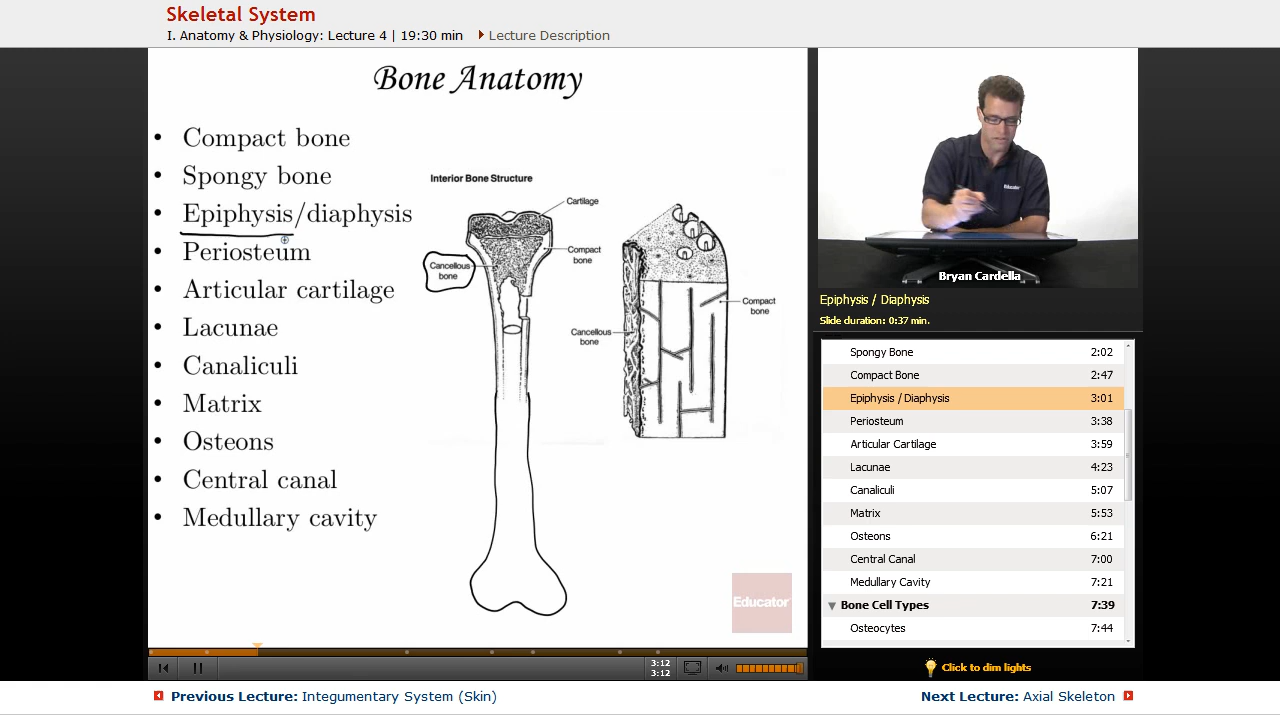 Skeletal System
I. Anatomy & Physiology: Lecture 4 | 19:30 min
Lecture Description
Bone Anatomy
• Compact bone
• Spongy bone
• Epiphysis/diaphysis
• Periosteum
• Articular cartilage
• Lacunae
• Canaliculi
• Matrix
• Osteons
• Central canal
• Medullary cavity
Interior Bone Structure
Cartilage
Compact
bone
Cancellous
bone
Cancellous
bone
Compact
bone
Educator
Educator
Bryan Cardella
Epiphysis / Diaphysis
Slide duration: 0:37 min.
Spongy Bone 2:02
Compact Bone 2:47
Epiphysis / Diaphysis 3:01
Periosteum 3:38
Articular Cartilage 3:59
Lacunae 4:23
Canaliculi 5:07
Matrix 5:53
Osteons 6:21
Central Canal 7:00
Medullary Cavity 7:21
Bone Cell Types 7:39
Osteocytes 7:44
3:12
3:12
Click to dim lights
Previous Lecture: Integumentary System (Skin)
Next Lecture: Axial Skeleton